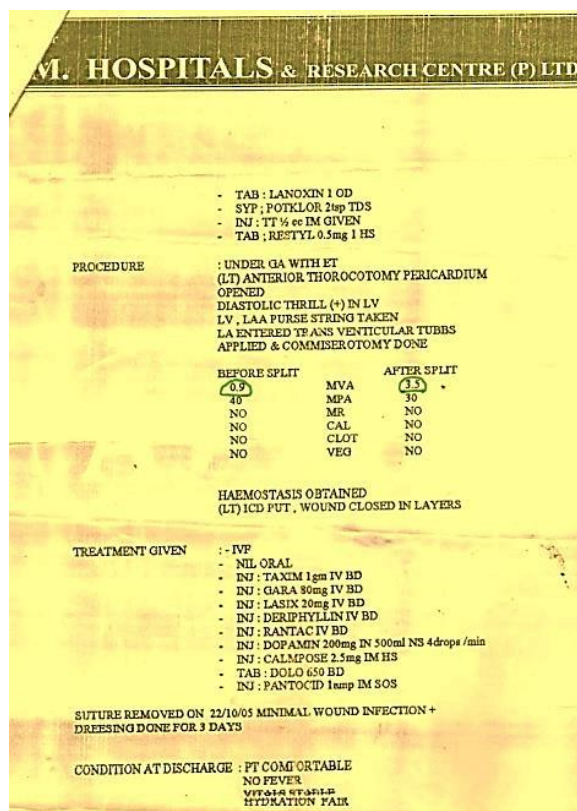 M. HOSPITALS & RESEARCH CENTRE (P) LTD
- TAB : LANOXIN 1 OD
- SYP ; POTKLOR 2tsp TDS
- INJ : TT ½ cc IM GIVEN
- TAB ; RESTYL 0.5mg 1 HS
PROCEDURE : UNDER GA WITH ET
(LT) ANTERIOR THOROCOTOMY PERICARDIUM
OPENED
DIASTOLIC THRILL (+) IN LV
LV , LAA PURSE STRING TAKEN
LA ENTERED TRANS VENTICULAR TUBBS
APPLIED & COMMISEROTOMY DONE
BEFORE SPLIT AFTER SPLIT
0.9 MVA 3.5
40 MPA 30
NO MR NO
NO CAL NO
NO CLOT NO
NO VEG NO
HAEMOSTASIS OBTAINED
(LT) ICD PUT , WOUND CLOSED IN LAYERS
TREATMENT GIVEN : - IVF
- NIL ORAL
- INJ : TAXIM 1gm IV BD
- INJ : GARA 80mg IV BD
- INJ : LASIX 20mg IV BD
- INJ : DERIPHYLLIN IV BD
- INJ : RANTAC IV BD
- INJ : DOPAMIN 200mg IN 500ml NS 4drops /min
- INJ : CALMPOSE 2.5mg IM HS
- TAB : DOLO 650 BD
- INJ : PANTOCID 1amp IM SOS
SUTURE REMOVED ON 22/10/05 MINIMAL WOUND INFECTION +
DREESING DONE FOR 3 DAYS
CONDITION AT DISCHARGE : PT COMFORTABLE
NO FEVER
VITALS STABLE
HYDRATION FAIR